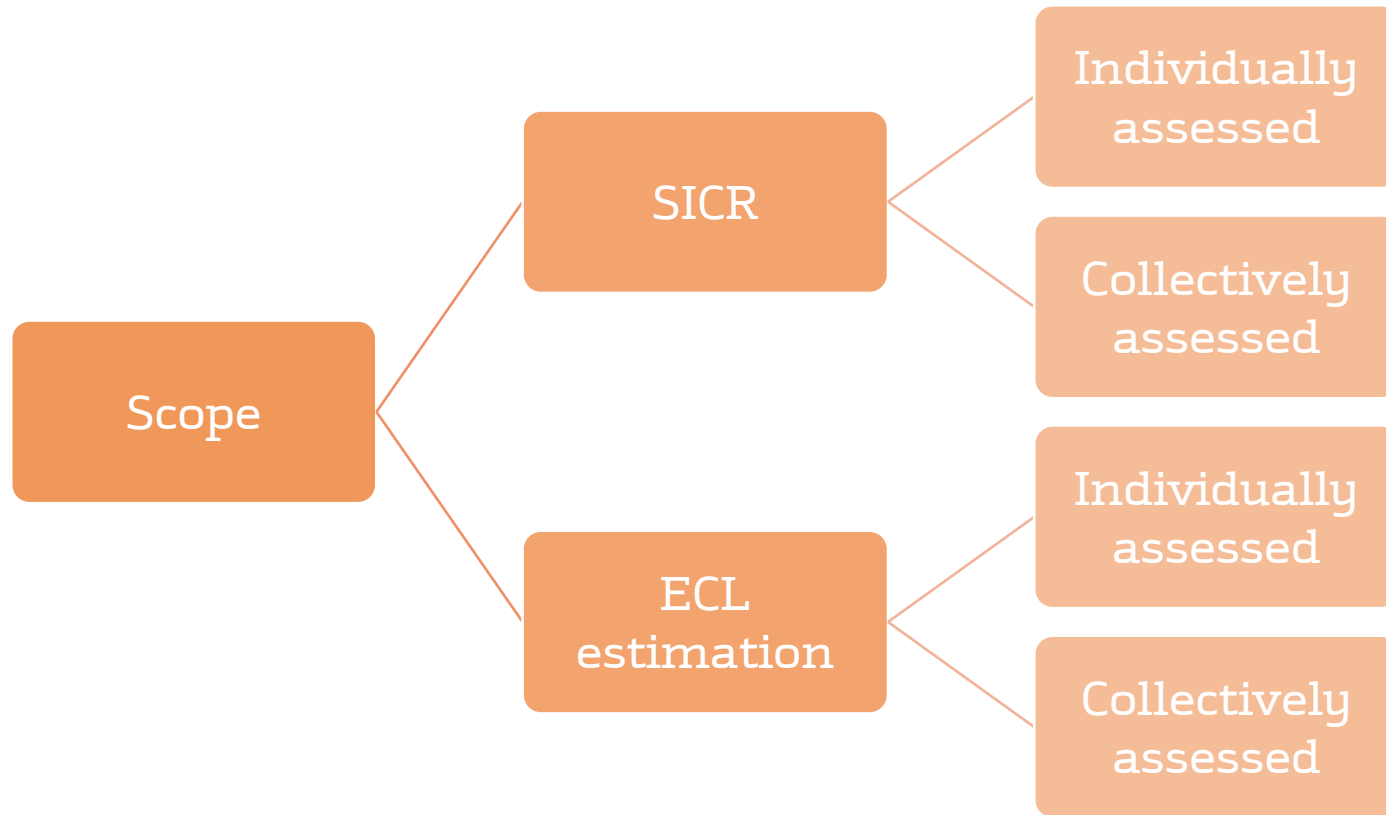 Scope
SICR
Individually
assessed
Collectively
assessed
ECL
estimation
Individually
assessed
Collectively
assessed